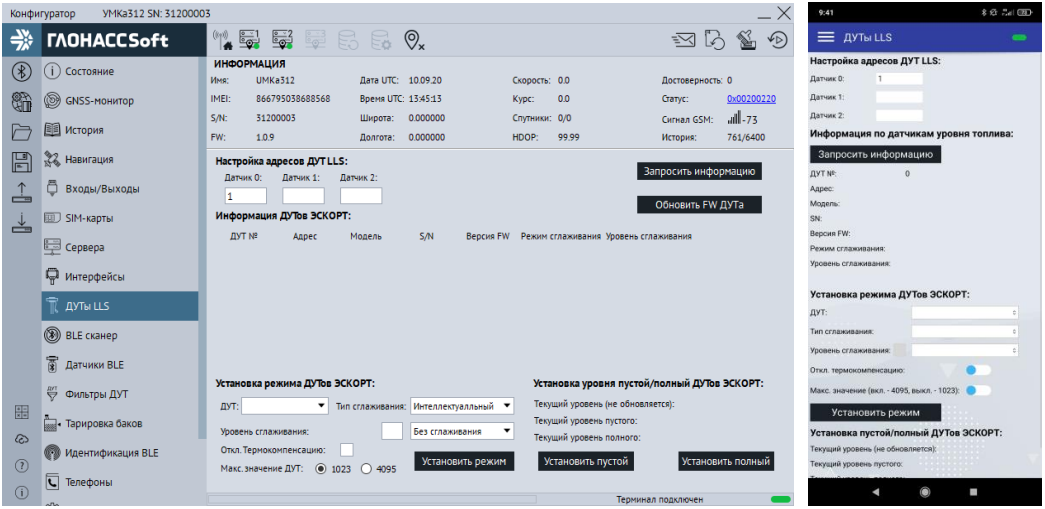 Конфигуратор УМКа312 SN: 31200003
ГЛОНАССSoft
Состояние
GNSS-монитор
История
Навигация
Входы/Выходы
SIM-карты
Сервера
Интерфейсы
ДУТы LLS
BLE сканер
Датчики BLE
Фильтры ДУТ
Тарировка баков
Идентификация BLE
Телефоны
ИНФОРМАЦИЯ
Имя: UMKa312 Дата UTC: 10.09.20 Скорость: 0.0 Достоверность: 0
IMEI: 866795038688568 Время UTC: 13:45:13 Курс: 0.0 Статус: 0x00200220
S/N: 31200003 Широта: 0.000000 Спутники: 0/0 Сигнал GSM: -73
FW: 1.0.9 Долгота: 0.000000 HDOP: 99.99 История: 761/6400
Настройка адресов ДУТ LLS:
Датчик 0: Датчик 1: Датчик 2:
1
Запросить информацию
Обновить FW ДУТа
Информация ДУТов ЭСКОРТ:
ДУТ № Адрес Модель S/N Версия FW Режим сглаживания Уровень сглаживания
Установка режима ДУТов ЭСКОРТ:
ДУТ: Тип сглаживания: Интеллектуалльный
Уровень сглаживания: Без сглаживания
Откл. Термокомпенсацию:
Макс. значение ДУТ: 1023 4095 Установить режим
Установка уровня пустой/полный ДУТов ЭСКОРТ:
Текущий уровень (не обновляется):
Текущий уровень пустого:
Текущий уровень полного:
Установить пустой Установить полный
Терминал подключен
9:41
ДУТы LLS
Настройка адресов ДУТ LLS:
Датчик 0: 1
Датчик 1:
Датчик 2:
Информация по датчикам уровня топлива:
Запросить информацию
ДУТ №: 0
Адрес:
Модель:
SN:
Версия FW:
Режим сглаживания:
Уровень сглаживания:
Установка режима ДУТов ЭСКОРТ:
ДУТ:
Тип сглаживания:
Уровень сглаживания:
Откл. термокомпенсацию:
Макс. значение (вкл. - 4095, выкл. - 1023):
Установить режим
Установка пустой/полный ДУТов ЭСКОРТ:
Текущий уровень (не обновляется):
Текущий уровень пустого: